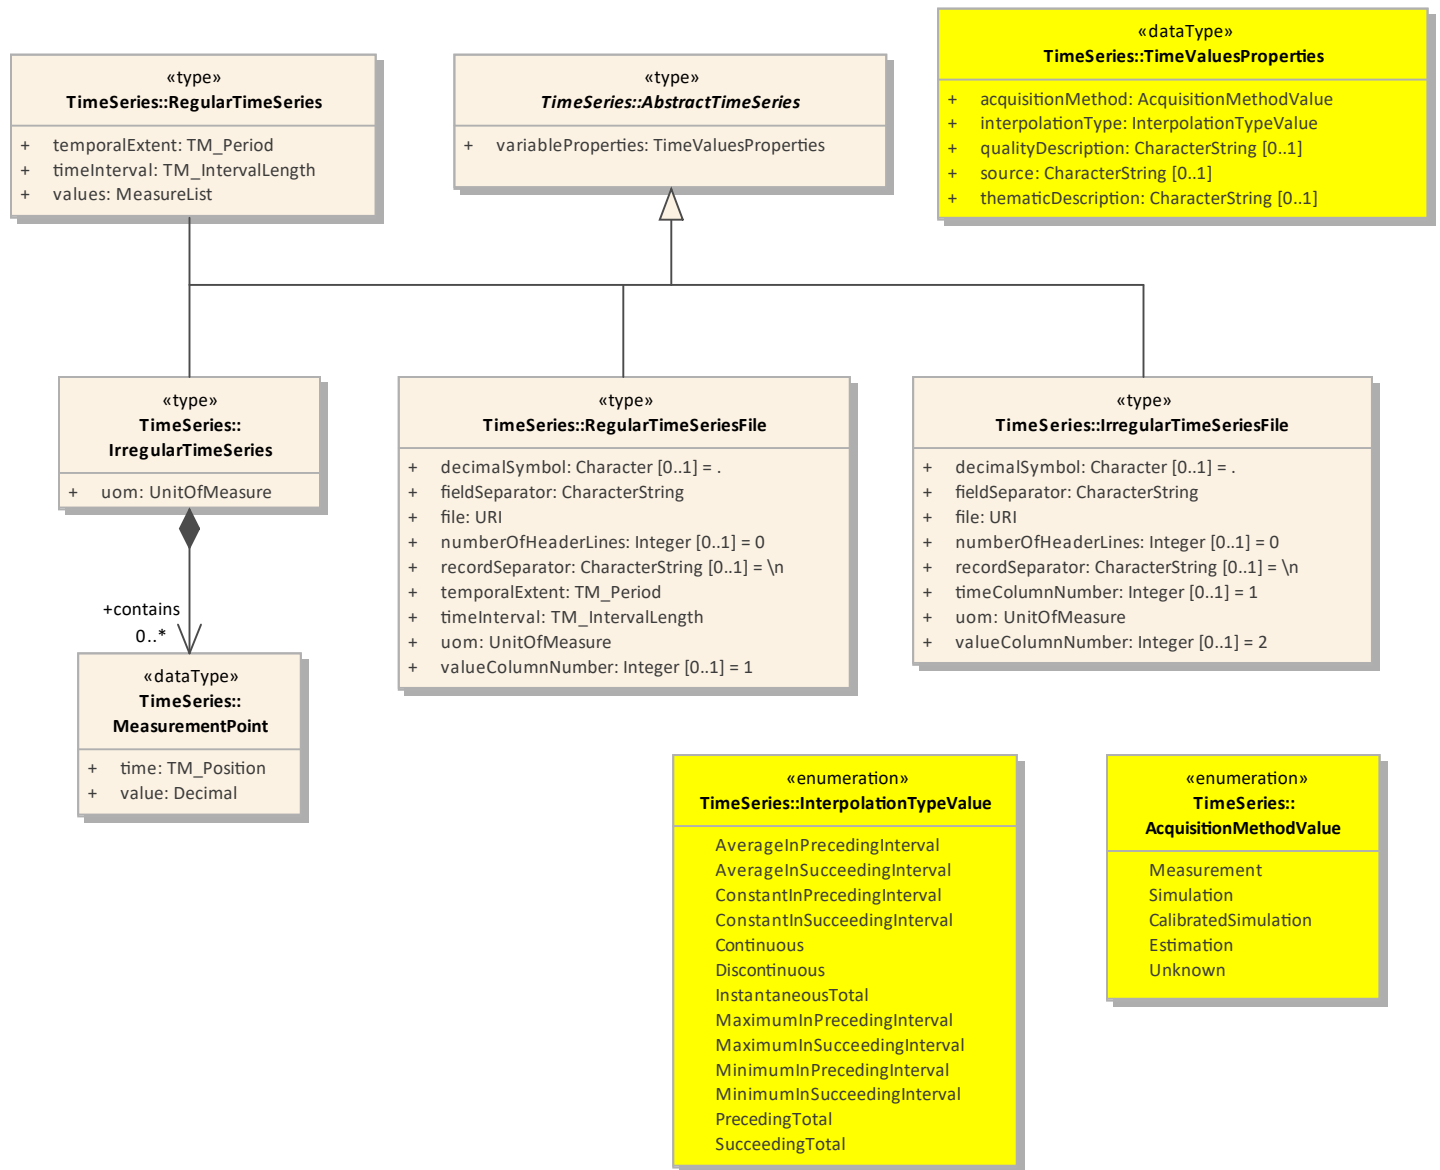 «type»
TimeSeries::RegularTimeSeries
+ temporalExtent: TM_Period
+ timeInterval: TM_IntervalLength
+ values: MeasureList
«type»
TimeSeries::AbstractTimeSeries
+ variableProperties: TimeValuesProperties
«dataType»
TimeSeries::TimeValuesProperties
+ acquisitionMethod: AcquisitionMethodValue
+ interpolationType: InterpolationTypeValue
+ qualityDescription: CharacterString [0..1]
+ source: CharacterString [0..1]
+ thematicDescription: CharacterString [0..1]
«type»
TimeSeries::
IrregularTimeSeries
+ uom: UnitOfMeasure
+contains
0..*
«dataType»
TimeSeries::
MeasurementPoint
+ time: TM_Position
+ value: Decimal
«type»
TimeSeries::RegularTimeSeriesFile
+ decimalSymbol: Character [0..1] = .
+ fieldSeparator: CharacterString
+ file: URI
+ numberOfHeaderLines: Integer [0..1] = 0
+ recordSeparator: CharacterString [0..1] = \n
+ temporalExtent: TM_Period
+ timeInterval: TM_IntervalLength
+ uom: UnitOfMeasure
+ valueColumnNumber: Integer [0..1] = 1
«type»
TimeSeries::IrregularTimeSeriesFile
+ decimalSymbol: Character [0..1] = .
+ fieldSeparator: CharacterString
+ file: URI
+ numberOfHeaderLines: Integer [0..1] = 0
+ recordSeparator: CharacterString [0..1] = \n
+ timeColumnNumber: Integer [0..1] = 1
+ uom: UnitOfMeasure
+ valueColumnNumber: Integer [0..1] = 2
«enumeration»
TimeSeries::InterpolationTypeValue
AverageInPrecedingInterval
AverageInSucceedingInterval
ConstantInPrecedingInterval
ConstantInSucceedingInterval
Continuous
Discontinuous
InstantaneousTotal
MaximumInPrecedingInterval
MaximumInSucceedingInterval
MinimumInPrecedingInterval
MinimumInSucceedingInterval
PrecedingTotal
SucceedingTotal
«enumeration»
TimeSeries::
AcquisitionMethodValue
Measurement
Simulation
CalibratedSimulation
Estimation
Unknown